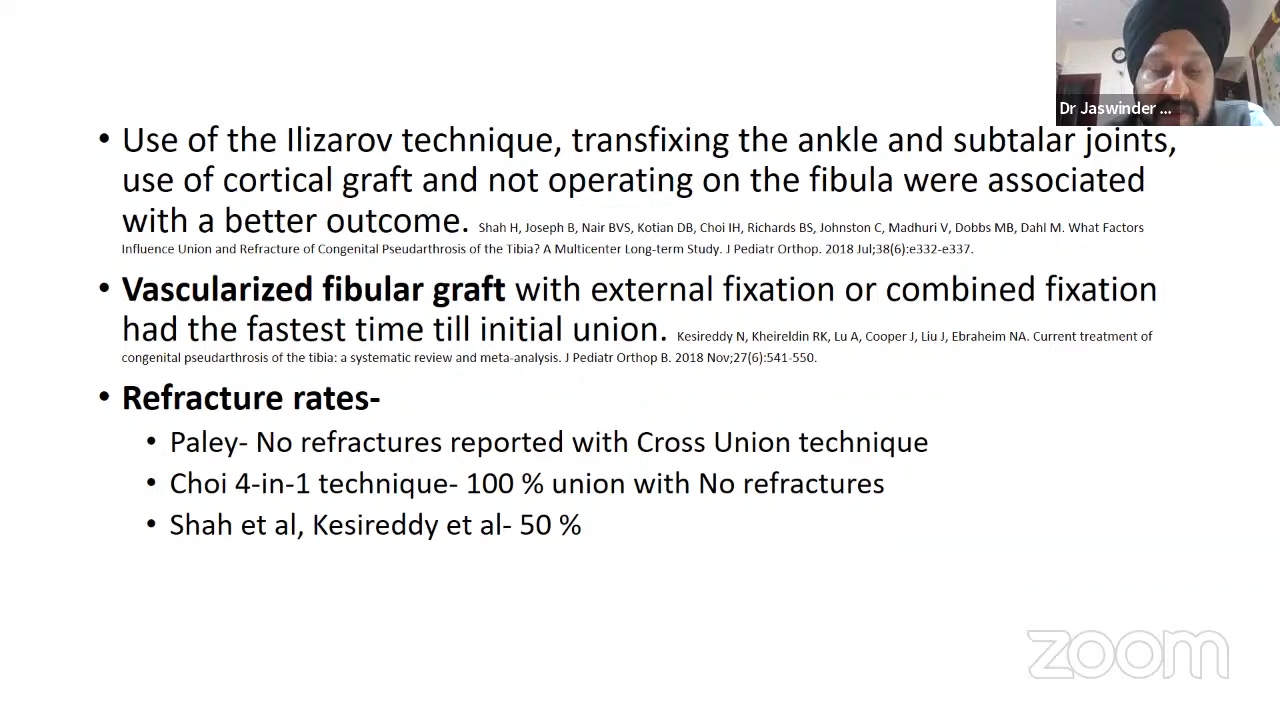 Dr Jaswinder ...
• Use of the Ilizarov technique, transfixing the ankle and subtalar joints,
use of cortical graft and not operating on the fibula were associated
with a better outcome. Shah H, Joseph B, Nair BVS, Kotian DB, Choi IH, Richards BS, Johnston C, Madhuri V, Dobbs MB, Dahl M. What Factors
Influence Union and Refracture of Congenital Pseudarthrosis of the Tibia? A Multicenter Long-term Study. J Pediatr Orthop. 2018 Jul;38(6):e332-e337.
• Vascularized fibular graft with external fixation or combined fixation
had the fastest time till initial union. Kesireddy N, Kheireldin RK, Lu A, Cooper J, Liu J, Ebraheim NA. Current treatment of
congenital pseudarthrosis of the tibia: a systematic review and meta-analysis. J Pediatr Orthop B. 2018 Nov;27(6):541-550.
• Refracture rates-
• Paley- No refractures reported with Cross Union technique
• Choi 4-in-1 technique- 100 % union with No refractures
• Shah et al, Kesireddy et al- 50 %
zoom